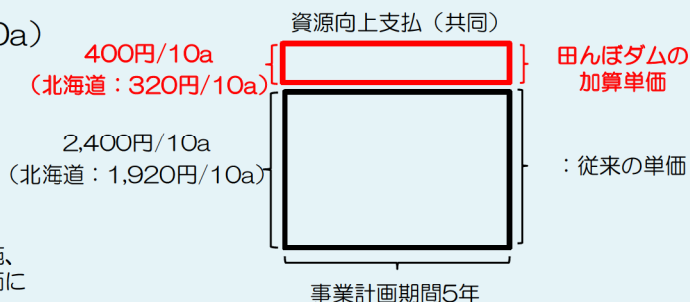 0a)
資源向上支払（共同）
400円/10a
（北海道：320円/10a）
田んぼダムの
加算単価
2,400円/10a
（北海道：1,920円/10a）
：従来の単価
施、
価に
事業計画期間5年